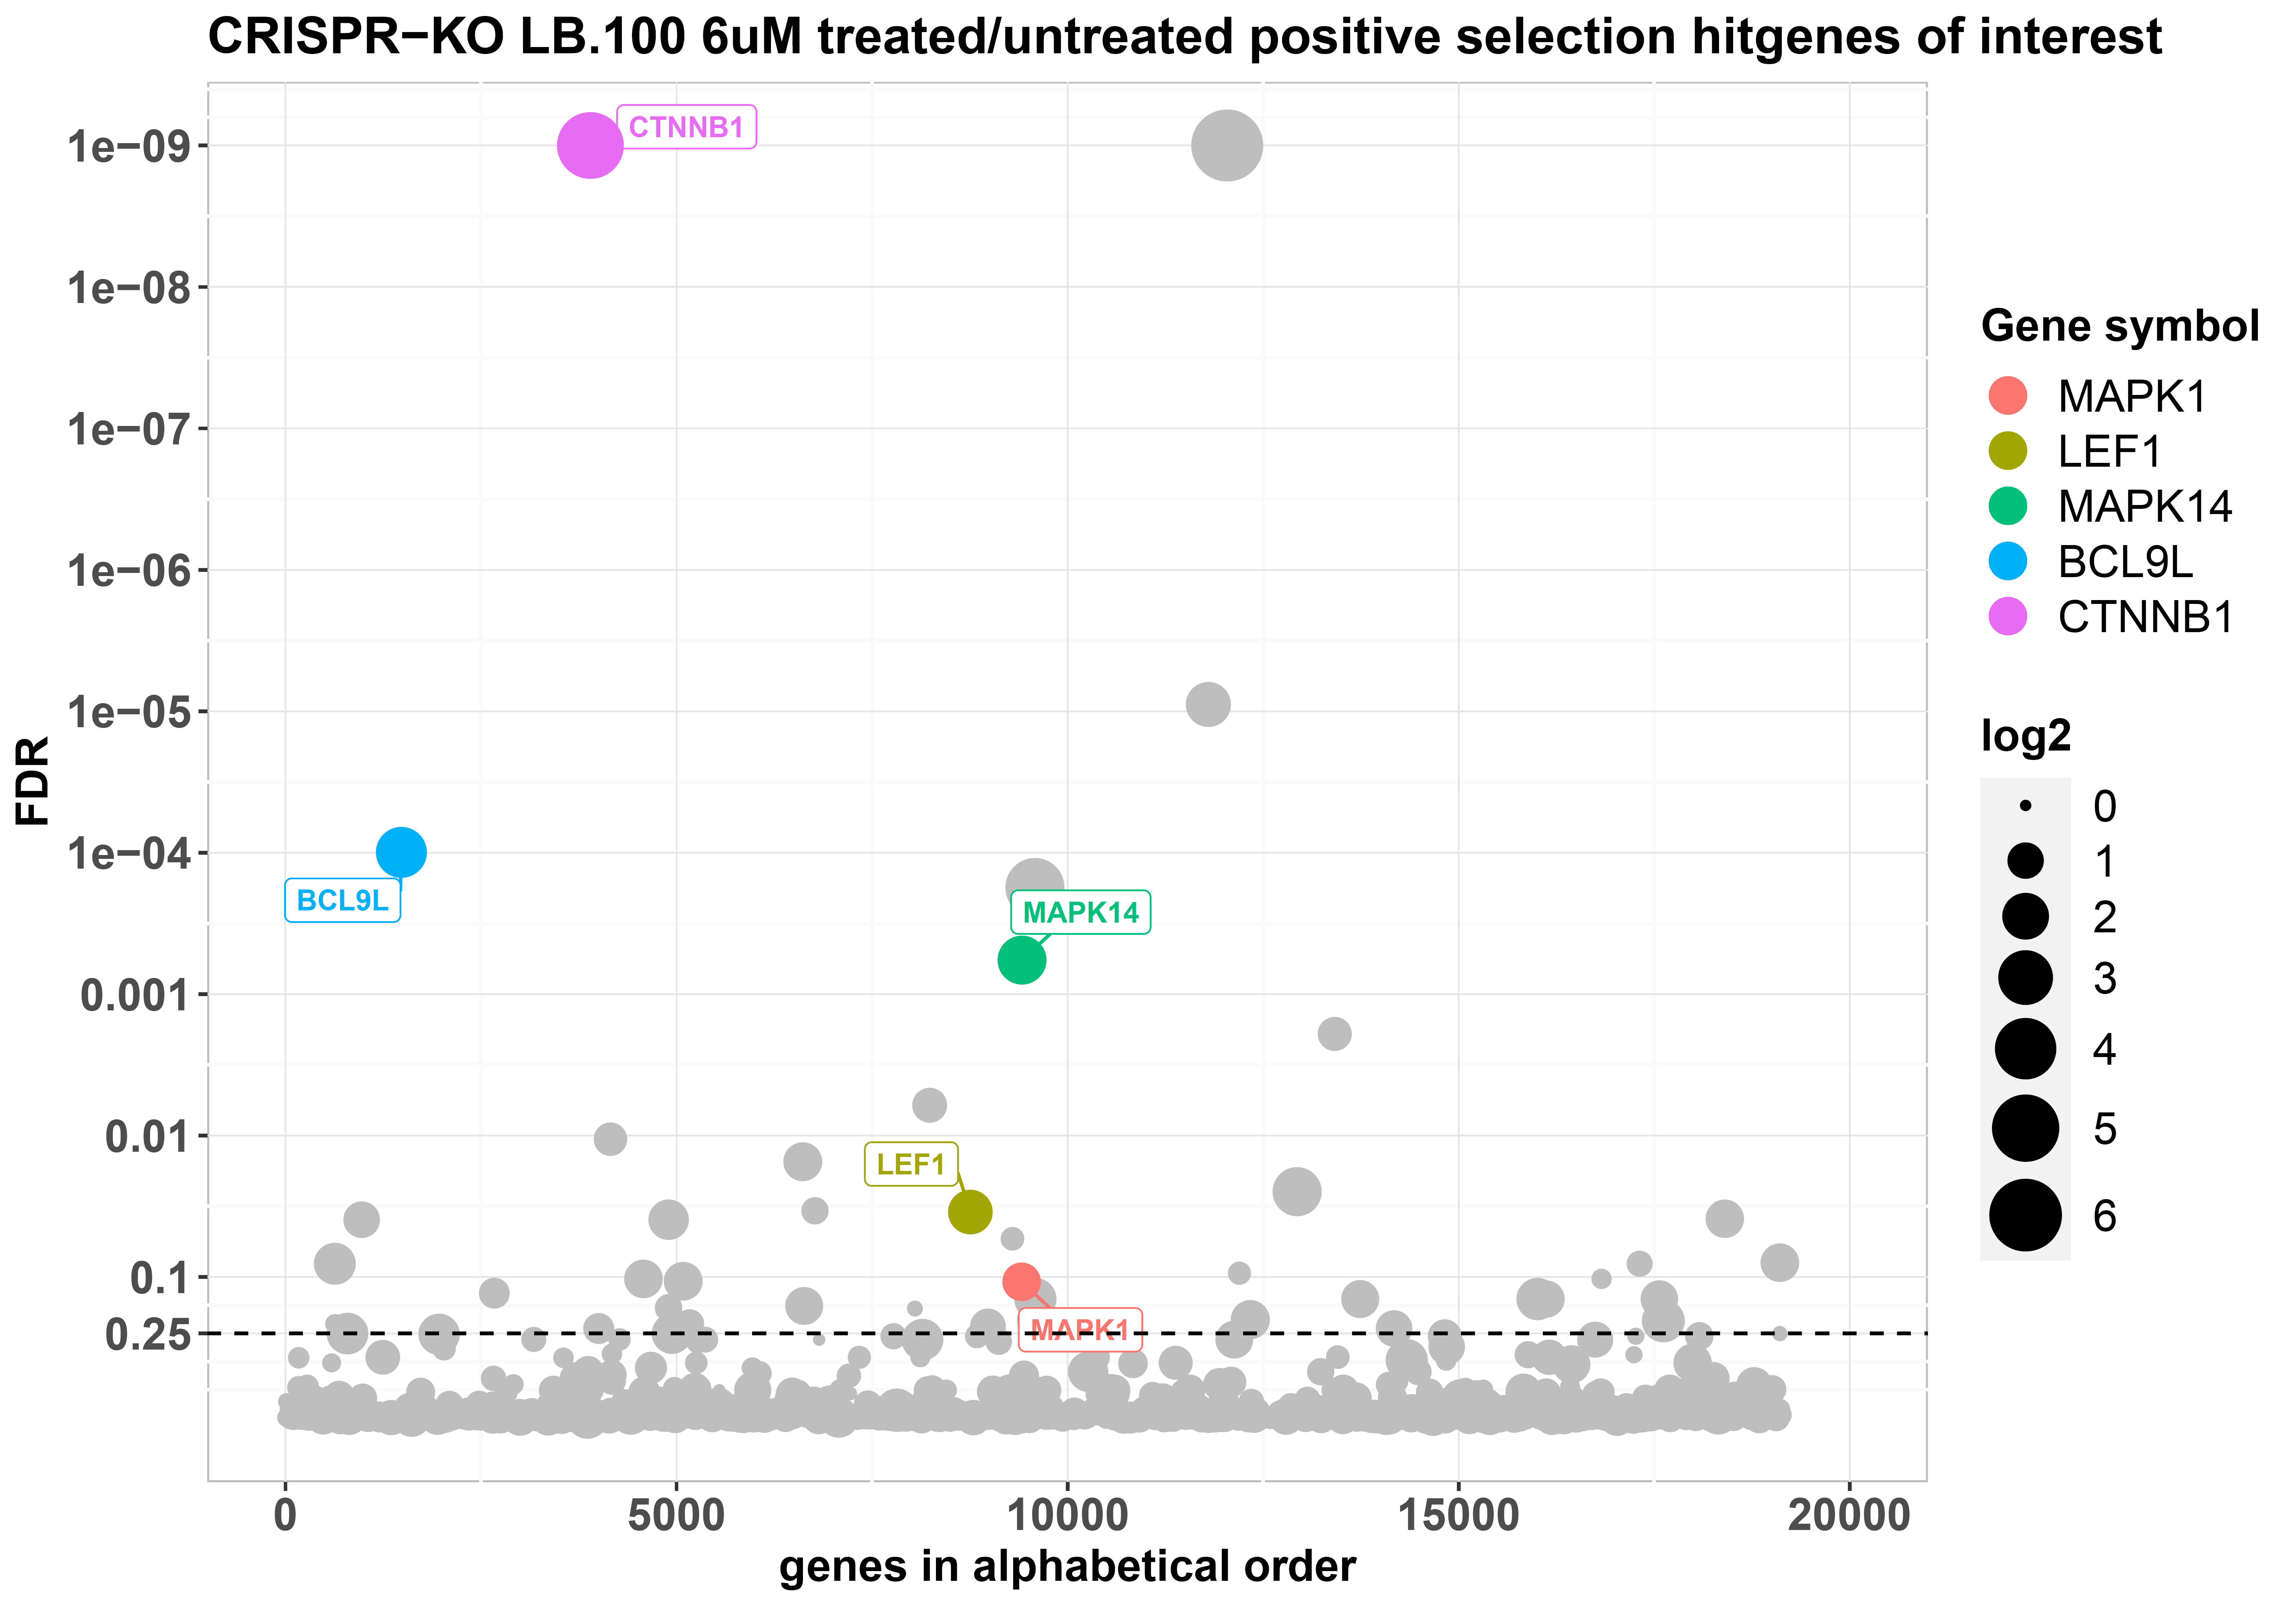 CRISPR−KO LB.100 6uM treated/untreated positive selection hitgenes of interest
FDR
1e−09
1e−08
1e−07
1e−06
1e−05
1e−04
0.001
0.01
0.1
0.25
CTNNB1
BCL9L
MAPK14
LEF1
MAPK1
0
5000
10000
15000
20000
genes in alphabetical order
Gene symbol
MAPK1
LEF1
MAPK14
BCL9L
CTNNB1
log2
0
1
2
3
4
5
6